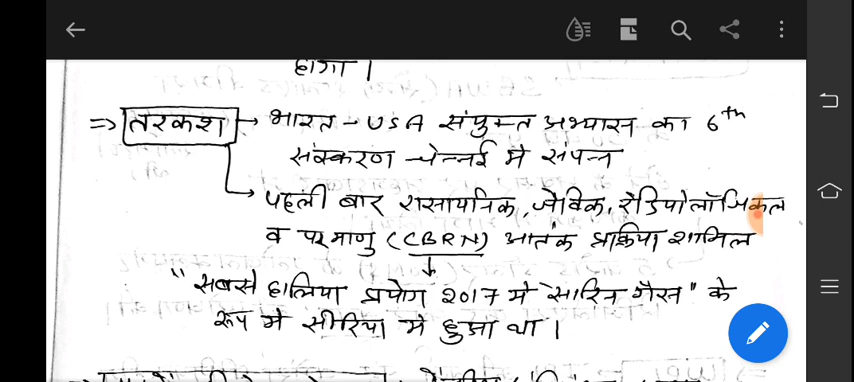 होगा।
⇒ तरकश → भारत - USA संयुक्त अभ्यास का 6th
संस्करण चेन्नई में संपन्न
→ पहली बार रासायनिक, जैविक, रेडियोलॉजिकल
व परमाणु (CBRN) आतंक प्रक्रिया शामिल
"सबसे हालिया प्रयोग 2017 में "सारिन गैस" के
रूप में सीरिया में हुआ था।